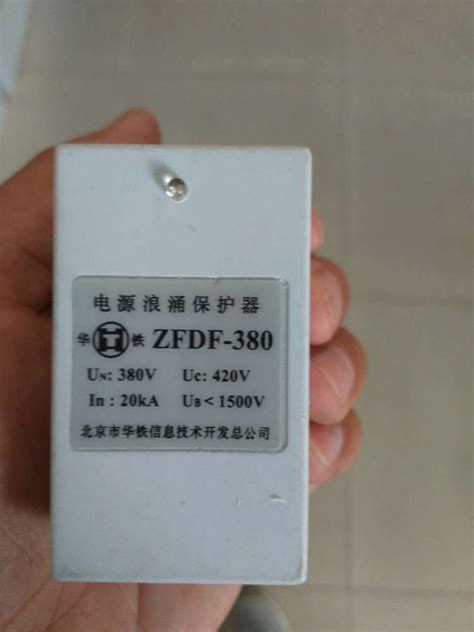 电源浪涌保护器
华铁 ZFDF-380
UN: 380V UC: 420V
In : 20kA UB < 1500V
北京市华铁信息技术开发总公司